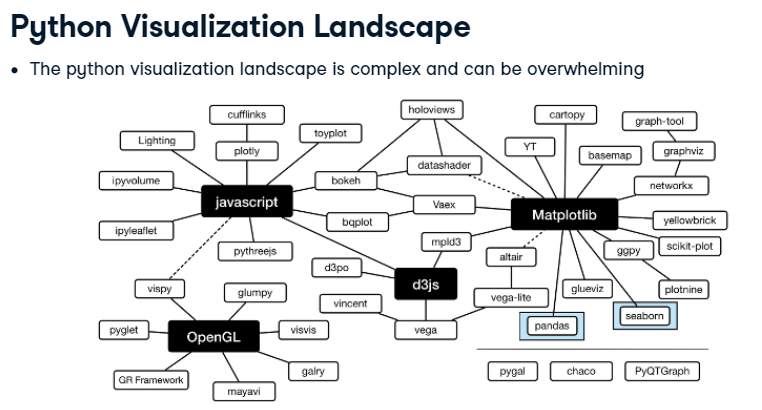 Python Visualization Landscape
• The python visualization landscape is complex and can be overwhelming
cufflinks
holoviews
cartopy
graph-tool
Lighting
toyplot
YT
plotly
basemap
graphviz
datashader
ipyvolume
bokeh
networkx
javascript
Vaex
Matplotlib
bqplot
yellowbrick
ipyleaflet
mpld3
scikit-plot
pythreejs
altair
ggpy
d3po
d3js
vispy
glumpy
vega-lite
glueviz
plotnine
vincent
seaborn
pyglet
OpenGL
visvis
vega
pandas
GR Framework
galry
pygal
chaco
PyQTGraph
mayavi